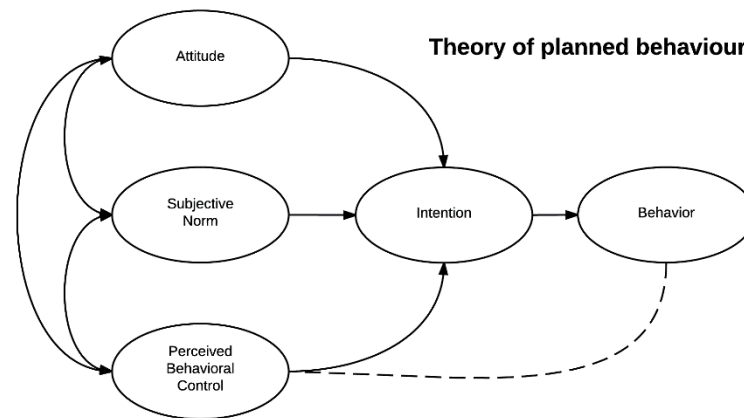 Theory of planned behaviour
Attitude
Subjective
Norm
Intention
Behavior
Perceived
Behavioral
Control